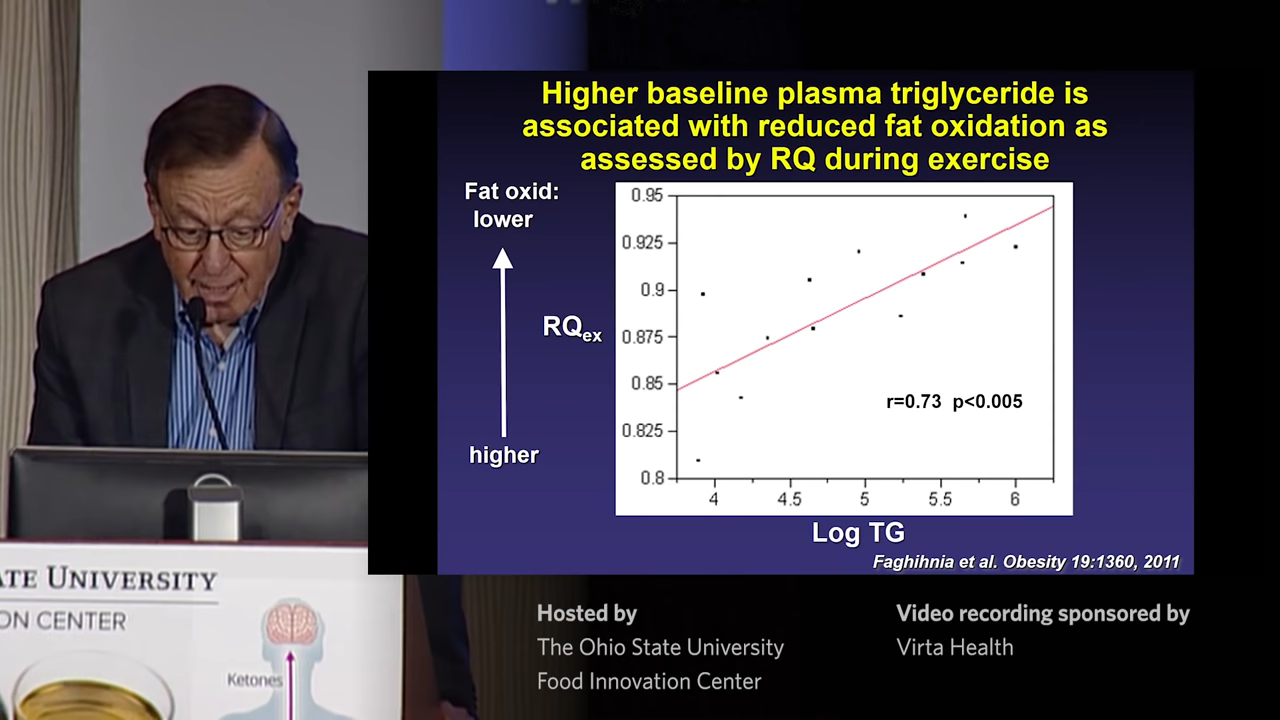 Higher baseline plasma triglyceride is
associated with reduced fat oxidation as
assessed by RQ during exercise
Fat oxid:
lower
higher
RQex
0.95
0.925
0.9
0.875
0.85
0.825
0.8
r=0.73 p<0.005
4
4.5
5
5.5
6
Log TG
Faghihnia et al. Obesity 19:1360, 2011
ATE UNIVERSITY
ON CENTER
Ketones
Hosted by
The Ohio State University
Food Innovation Center
Video recording sponsored by
Virta Health